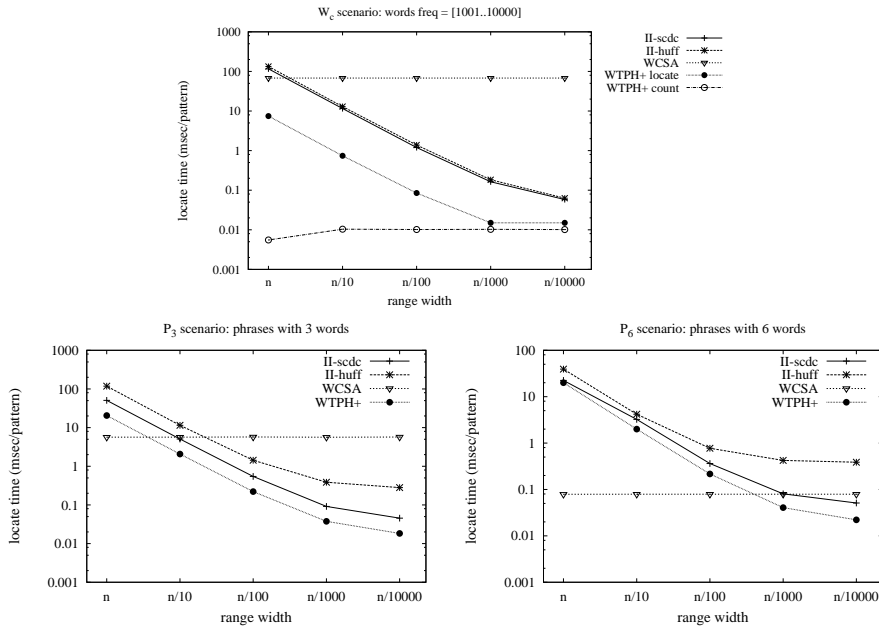 W_c scenario: words freq = [1001..10000]
II-scdc
II-huff
WCSA
WTPH+ locate
WTPH+ count
locate time (msec/pattern)
1000
100
10
1
0.1
0.01
0.001
n n/10 n/100 n/1000 n/10000
range width
P_3 scenario: phrases with 3 words
II-scdc
II-huff
WCSA
WTPH+
locate time (msec/pattern)
1000
100
10
1
0.1
0.01
0.001
n n/10 n/100 n/1000 n/10000
range width
P_6 scenario: phrases with 6 words
II-scdc
II-huff
WCSA
WTPH+
locate time (msec/pattern)
100
10
1
0.1
0.01
0.001
n n/10 n/100 n/1000 n/10000
range width